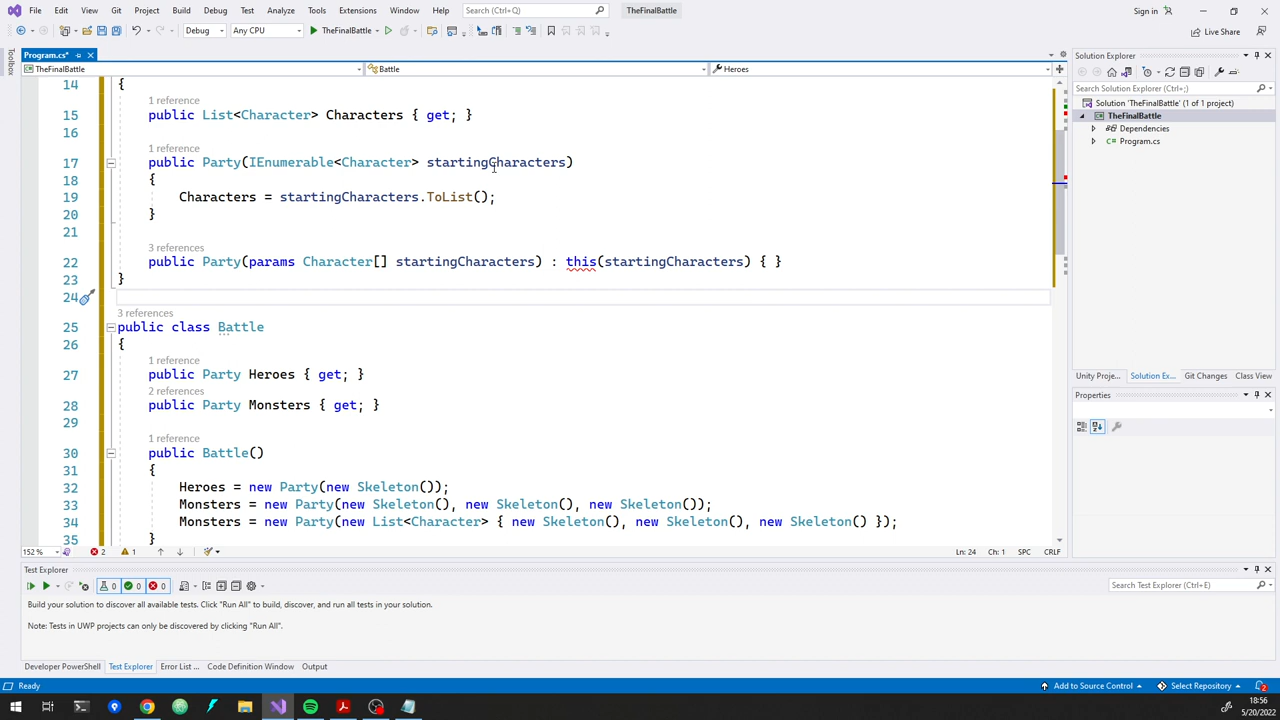 File Edit View Git Project Build Debug Test Analyze Tools Extensions Window Help Search (Ctrl+Q) TheFinalBattle Sign in
Debug Any CPU TheFinalBattle Live Share
Toolbox
Program.cs*
TheFinalBattle Battle Heroes
14 {
1 reference
15 public List<Character> Characters { get; }
16
1 reference
17 public Party(IEnumerable<Character> startingCharacters)
18 {
19 Characters = startingCharacters.ToList();
20 }
21
3 references
22 public Party(params Character[] startingCharacters) : this(startingCharacters) { }
23 }
24
3 references
25 public class Battle
26 {
1 reference
27 public Party Heroes { get; }
2 references
28 public Party Monsters { get; }
29
1 reference
30 public Battle()
31 {
32 Heroes = new Party(new Skeleton());
33 Monsters = new Party(new Skeleton(), new Skeleton(), new Skeleton());
34 Monsters = new Party(new List<Character> { new Skeleton(), new Skeleton(), new Skeleton() });
35 }
152 % 2 1 Ln: 24 Ch: 1 SPC CRLF
Solution Explorer
Search Solution Explorer (Ctrl+;)
Solution 'TheFinalBattle' (1 of 1 project)
TheFinalBattle
Dependencies
Program.cs
Unity Proje... Solution Ex... Git Changes Class View
Properties
Test Explorer
0 0 0 Search Test Explorer (Ctrl+E)
Build your solution to discover all available tests. Click "Run All" to build, discover, and run all tests in your solution.
Note: Tests in UWP projects can only be discovered by clicking "Run All".
Developer PowerShell Test Explorer Error List ... Code Definition Window Output
Ready Add to Source Control Select Repository 2
18:56
5/20/2022